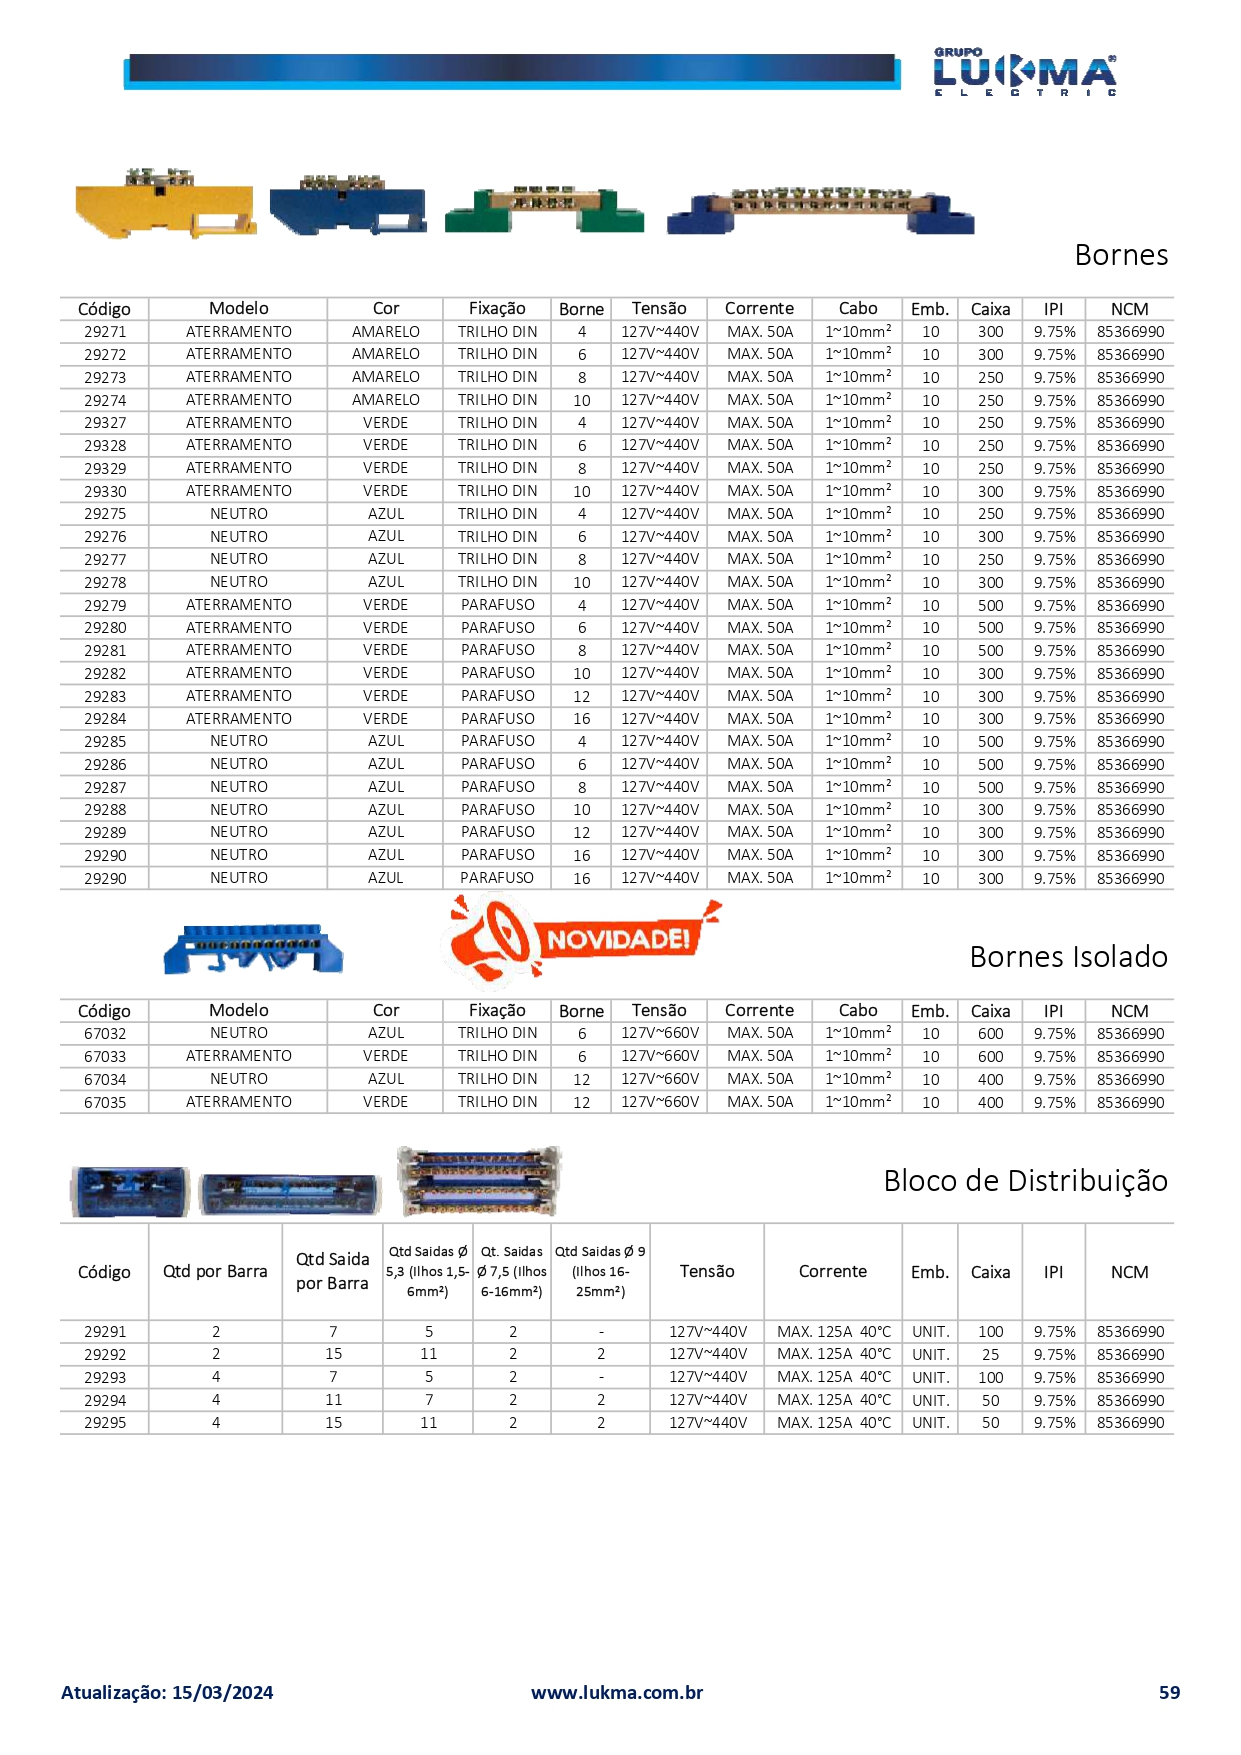 GRUPO
LUKMA®
ELECTRIC
Bornes
Código Modelo Cor Fixação Borne Tensão Corrente Cabo Emb. Caixa IPI NCM
29271 ATERRAMENTO AMARELO TRILHO DIN 4 127V~440V MAX. 50A 1~10mm² 10 300 9.75% 85366990
29272 ATERRAMENTO AMARELO TRILHO DIN 6 127V~440V MAX. 50A 1~10mm² 10 300 9.75% 85366990
29273 ATERRAMENTO AMARELO TRILHO DIN 8 127V~440V MAX. 50A 1~10mm² 10 250 9.75% 85366990
29274 ATERRAMENTO AMARELO TRILHO DIN 10 127V~440V MAX. 50A 1~10mm² 10 250 9.75% 85366990
29327 ATERRAMENTO VERDE TRILHO DIN 4 127V~440V MAX. 50A 1~10mm² 10 250 9.75% 85366990
29328 ATERRAMENTO VERDE TRILHO DIN 6 127V~440V MAX. 50A 1~10mm² 10 250 9.75% 85366990
29329 ATERRAMENTO VERDE TRILHO DIN 8 127V~440V MAX. 50A 1~10mm² 10 250 9.75% 85366990
29330 ATERRAMENTO VERDE TRILHO DIN 10 127V~440V MAX. 50A 1~10mm² 10 300 9.75% 85366990
29275 NEUTRO AZUL TRILHO DIN 4 127V~440V MAX. 50A 1~10mm² 10 250 9.75% 85366990
29276 NEUTRO AZUL TRILHO DIN 6 127V~440V MAX. 50A 1~10mm² 10 300 9.75% 85366990
29277 NEUTRO AZUL TRILHO DIN 8 127V~440V MAX. 50A 1~10mm² 10 250 9.75% 85366990
29278 NEUTRO AZUL TRILHO DIN 10 127V~440V MAX. 50A 1~10mm² 10 300 9.75% 85366990
29279 ATERRAMENTO VERDE PARAFUSO 4 127V~440V MAX. 50A 1~10mm² 10 500 9.75% 85366990
29280 ATERRAMENTO VERDE PARAFUSO 6 127V~440V MAX. 50A 1~10mm² 10 500 9.75% 85366990
29281 ATERRAMENTO VERDE PARAFUSO 8 127V~440V MAX. 50A 1~10mm² 10 500 9.75% 85366990
29282 ATERRAMENTO VERDE PARAFUSO 10 127V~440V MAX. 50A 1~10mm² 10 300 9.75% 85366990
29283 ATERRAMENTO VERDE PARAFUSO 12 127V~440V MAX. 50A 1~10mm² 10 300 9.75% 85366990
29284 ATERRAMENTO VERDE PARAFUSO 16 127V~440V MAX. 50A 1~10mm² 10 300 9.75% 85366990
29285 NEUTRO AZUL PARAFUSO 4 127V~440V MAX. 50A 1~10mm² 10 500 9.75% 85366990
29286 NEUTRO AZUL PARAFUSO 6 127V~440V MAX. 50A 1~10mm² 10 500 9.75% 85366990
29287 NEUTRO AZUL PARAFUSO 8 127V~440V MAX. 50A 1~10mm² 10 500 9.75% 85366990
29288 NEUTRO AZUL PARAFUSO 10 127V~440V MAX. 50A 1~10mm² 10 300 9.75% 85366990
29289 NEUTRO AZUL PARAFUSO 12 127V~440V MAX. 50A 1~10mm² 10 300 9.75% 85366990
29290 NEUTRO AZUL PARAFUSO 16 127V~440V MAX. 50A 1~10mm² 10 300 9.75% 85366990
29290 NEUTRO AZUL PARAFUSO 16 127V~440V MAX. 50A 1~10mm² 10 300 9.75% 85366990
NOVIDADE!
Bornes Isolado
Código Modelo Cor Fixação Borne Tensão Corrente Cabo Emb. Caixa IPI NCM
67032 NEUTRO AZUL TRILHO DIN 6 127V~660V MAX. 50A 1~10mm² 10 600 9.75% 85366990
67033 ATERRAMENTO VERDE TRILHO DIN 6 127V~660V MAX. 50A 1~10mm² 10 600 9.75% 85366990
67034 NEUTRO AZUL TRILHO DIN 12 127V~660V MAX. 50A 1~10mm² 10 400 9.75% 85366990
67035 ATERRAMENTO VERDE TRILHO DIN 12 127V~660V MAX. 50A 1~10mm² 10 400 9.75% 85366990
Bloco de Distribuição
Código Qtd por Barra Qtd Saida por Barra Qtd Saidas Ø 5,3 (Ilhos 1,5-6mm²) Qt. Saidas Ø 7,5 (Ilhos 6-16mm²) Qtd Saidas Ø 9 (Ilhos 16-25mm²) Tensão Corrente Emb. Caixa IPI NCM
29291 2 7 5 2 - 127V~440V MAX. 125A 40°C UNIT. 100 9.75% 85366990
29292 2 15 11 2 2 127V~440V MAX. 125A 40°C UNIT. 25 9.75% 85366990
29293 4 7 5 2 - 127V~440V MAX. 125A 40°C UNIT. 100 9.75% 85366990
29294 4 11 7 2 2 127V~440V MAX. 125A 40°C UNIT. 50 9.75% 85366990
29295 4 15 11 2 2 127V~440V MAX. 125A 40°C UNIT. 50 9.75% 85366990
Atualização: 15/03/2024 www.lukma.com.br 59